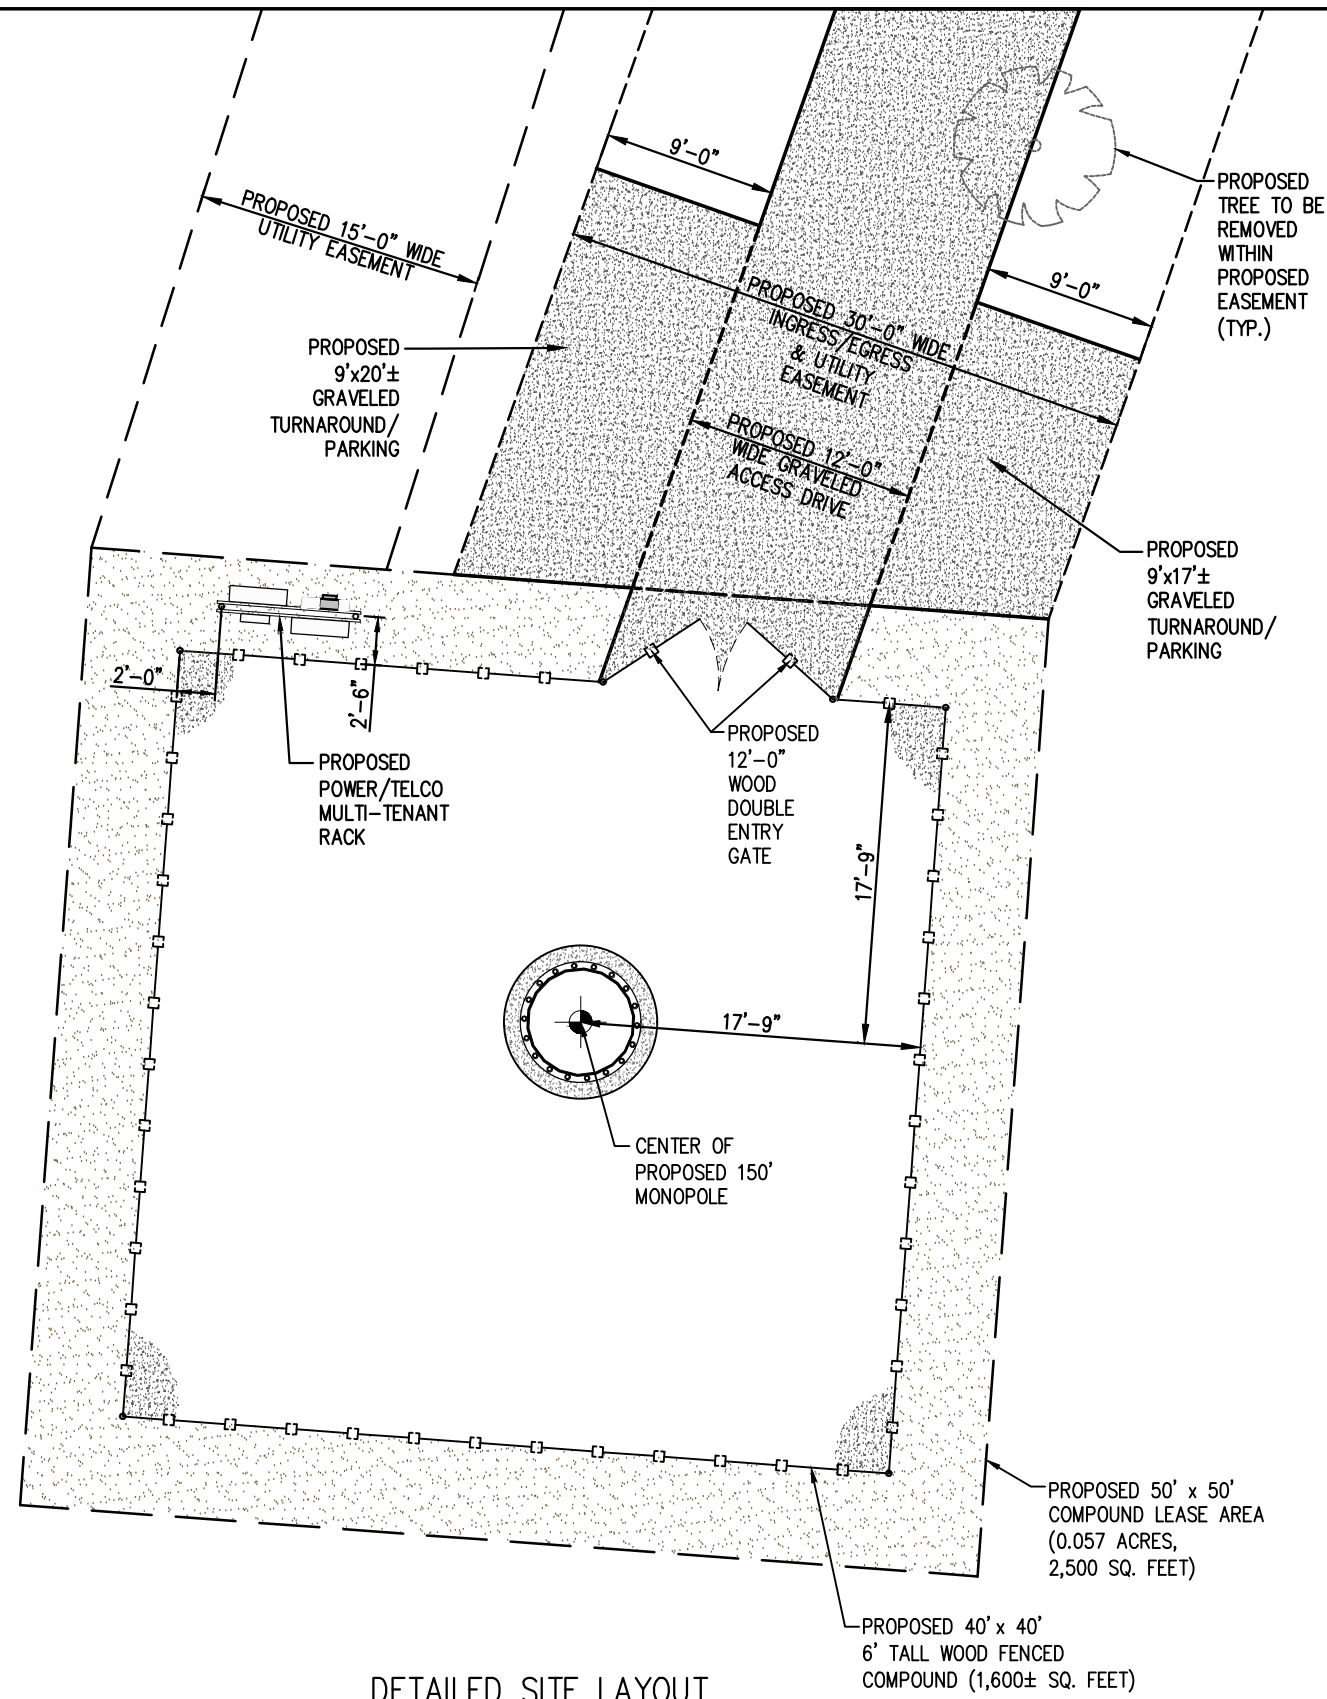 9'-0"
PROPOSED
TREE TO BE
REMOVED
WITHIN
PROPOSED
EASEMENT
(TYP.)
PROPOSED 15'-0" WIDE
UTILITY EASEMENT
9'-0"
PROPOSED 30'-0" WIDE
INGRESS/EGRESS
& UTILITY
EASEMENT
PROPOSED
9'x20'±
GRAVELED
TURNAROUND/
PARKING
PROPOSED 12'-0"
WIDE GRAVELED
ACCESS DRIVE
PROPOSED
9'x17'±
GRAVELED
TURNAROUND/
PARKING
2'-0"
2'-6"
PROPOSED
POWER/TELCO
MULTI-TENANT
RACK
PROPOSED
12'-0"
WOOD
DOUBLE
ENTRY
GATE
17'-9"
17'-9"
CENTER OF
PROPOSED 150'
MONOPOLE
PROPOSED 50' x 50'
COMPOUND LEASE AREA
(0.057 ACRES,
2,500 SQ. FEET)
PROPOSED 40' x 40'
6' TALL WOOD FENCED
COMPOUND (1,600± SQ. FEET)
DETAILED SITE LAYOUT